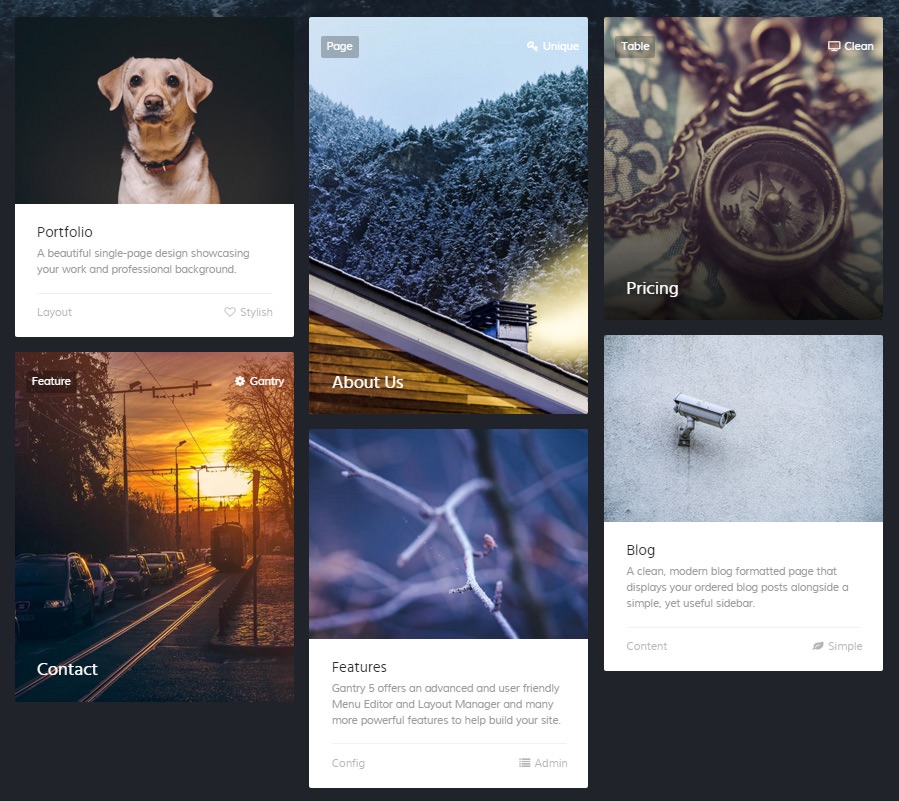 Portfolio
A beautiful single-page design showcasing
your work and professional background.
Layout Stylish
Feature Gantry
Contact
Page Unique
About Us
Features
Gantry 5 offers an advanced and user friendly
Menu Editor and Layout Manager and many
more powerful features to help build your site.
Config Admin
Table Clean
Pricing
Blog
A clean, modern blog formatted page that
displays your ordered blog posts alongside a
simple, yet useful sidebar.
Content Simple